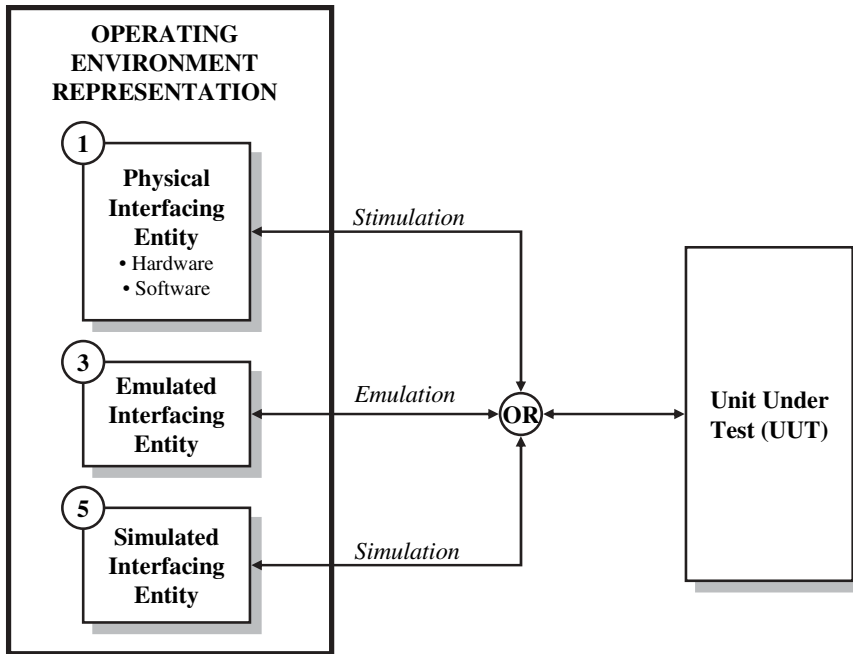 OPERATING
ENVIRONMENT
REPRESENTATION
1
Physical
Interfacing
Entity
• Hardware
• Software
Stimulation
3
Emulated
Interfacing
Entity
Emulation
OR
Unit Under
Test (UUT)
5
Simulated
Interfacing
Entity
Simulation